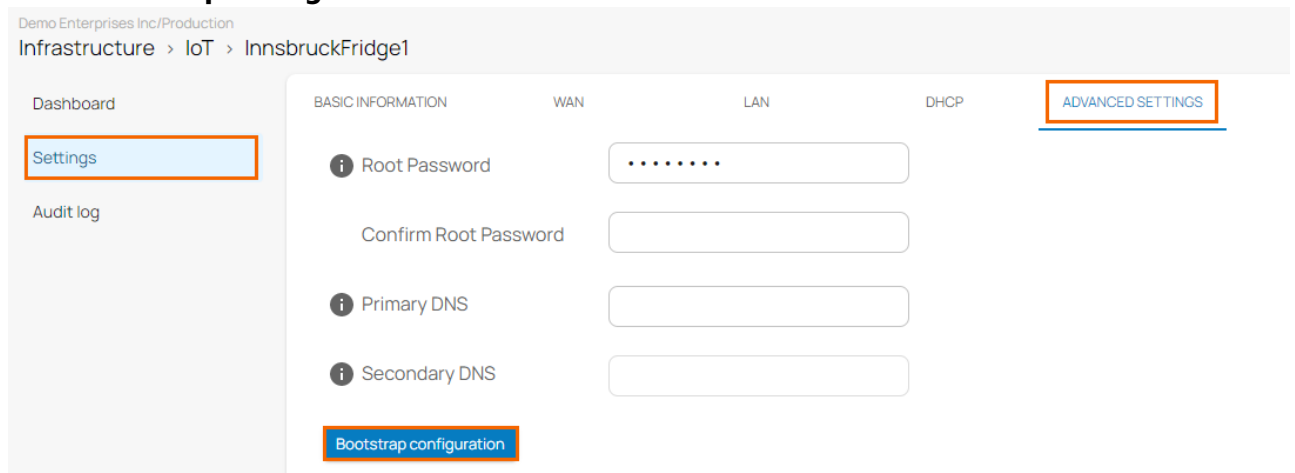 Demo Enterprises Inc/Production
Infrastructure > IoT > InnsbruckFridge1
Dashboard
Settings
Audit log
BASIC INFORMATION WAN LAN DHCP ADVANCED SETTINGS
Root Password ••••••••
Confirm Root Password
Primary DNS
Secondary DNS
Bootstrap configuration